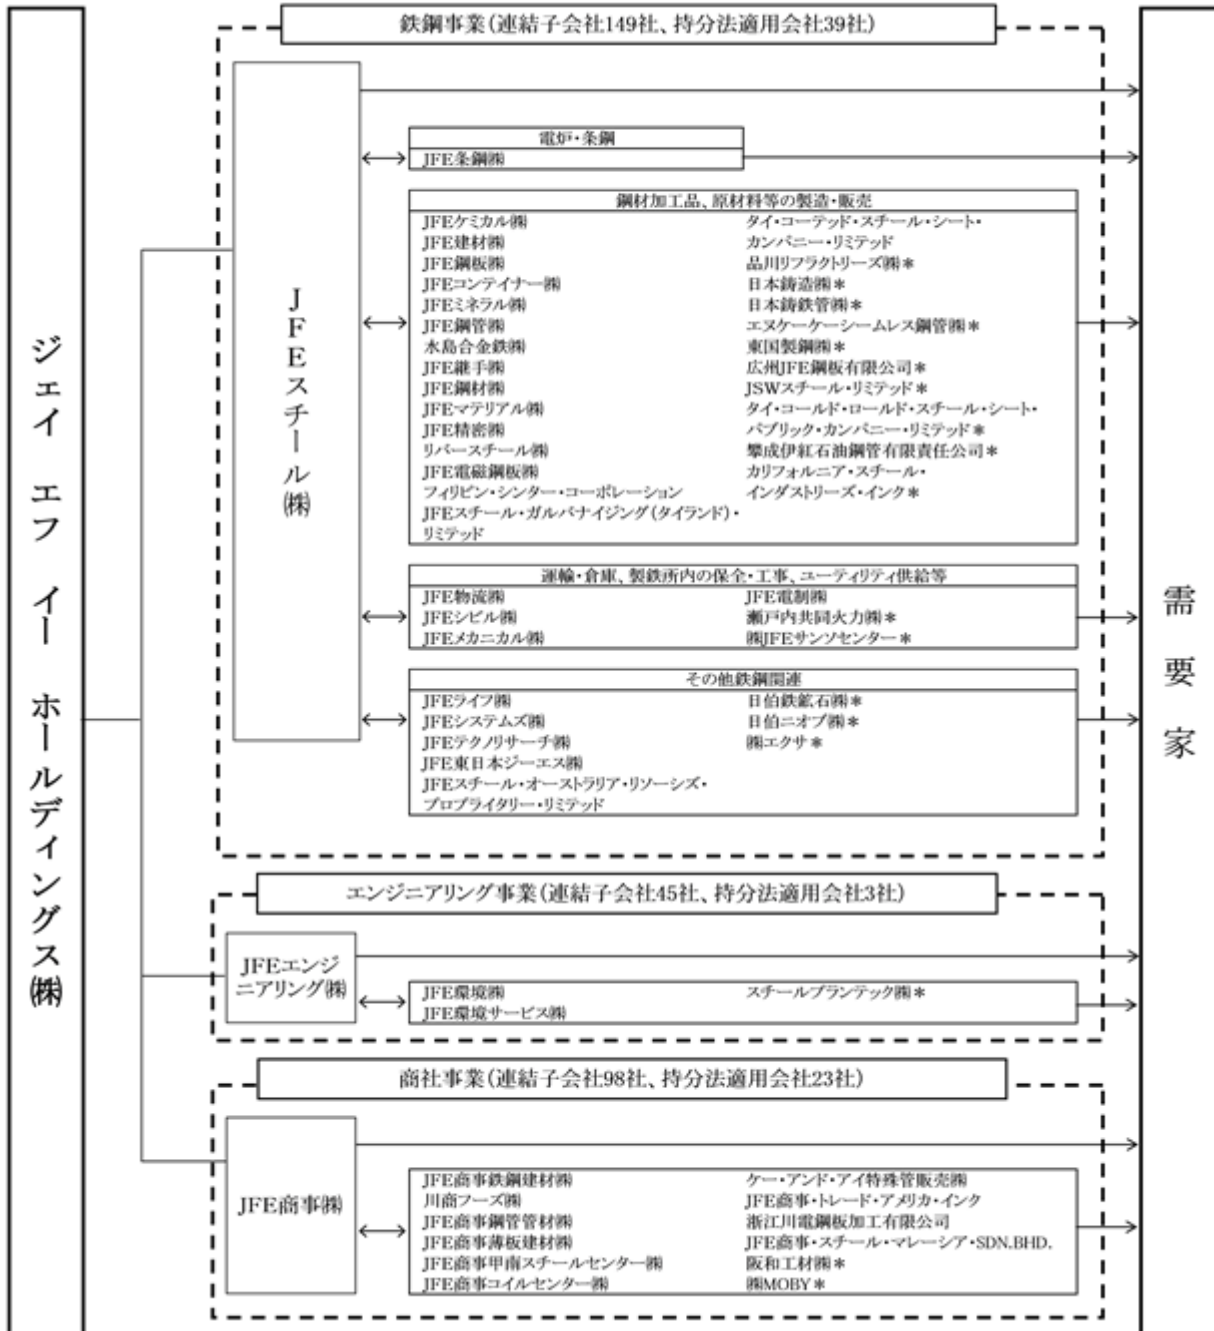 ジェイ エフ イー ホールディングス㈱
鉄鋼事業(連結子会社149社、持分法適用会社39社)
JFEスチール㈱
電炉・条鋼
JFE条鋼㈱
鋼材加工品、原材料等の製造・販売
JFEケミカル㈱
JFE建材㈱
JFE鋼板㈱
JFEコンテイナー㈱
JFEミネラル㈱
JFE鋼管㈱
水島合金鉄㈱
JFE継手㈱
JFE鋼材㈱
JFEマテリアル㈱
JFE精密㈱
リバースチール㈱
JFE電磁鋼板㈱
フィリピン・シンター・コーポレーション
JFEスチール・ガルバナイジング(タイランド)・
リミテッド
タイ・コーテッド・スチール・シート・
カンパニー・リミテッド
品川リフラクトリーズ㈱*
日本鋳造㈱*
日本鋳鉄管㈱*
エヌケーケーシームレス鋼管㈱*
東国製鋼㈱*
広州JFE鋼板有限公司*
JSWスチール・リミテッド*
タイ・コールド・ロールド・スチール・シート・
パブリック・カンパニー・リミテッド*
攀成伊紅石油鋼管有限責任公司*
カリフォルニア・スチール・
インダストリーズ・インク*
運輸・倉庫、製鉄所内の保全・工事、ユーティリティ供給等
JFE物流㈱
JFEシビル㈱
JFEメカニカル㈱
JFE電制㈱
瀬戸内共同火力㈱*
㈱JFEサンソセンター*
その他鉄鋼関連
JFEライフ㈱
JFEシステムズ㈱
JFEテクノリサーチ㈱
JFE東日本ジーエス㈱
JFEスチール・オーストラリア・リソーシズ・
プロプライタリー・リミテッド
日伯鉄鉱石㈱*
日伯ニオブ㈱*
㈱エクサ*
エンジニアリング事業(連結子会社45社、持分法適用会社3社)
JFEエンジ
ニアリング㈱
JFE環境㈱
JFE環境サービス㈱
スチールプランテック㈱*
商社事業(連結子会社98社、持分法適用会社23社)
JFE商事㈱
JFE商事鉄鋼建材㈱
川商フーズ㈱
JFE商事鋼管管材㈱
JFE商事薄板建材㈱
JFE商事甲南スチールセンター㈱
JFE商事コイルセンター㈱
ケー・アンド・アイ特殊管販売㈱
JFE商事・トレード・アメリカ・インク
浙江川電鋼板加工有限公司
JFE商事・スチール・マレーシア・SDN.BHD.
阪和工材㈱*
㈱MOBY*
需要家